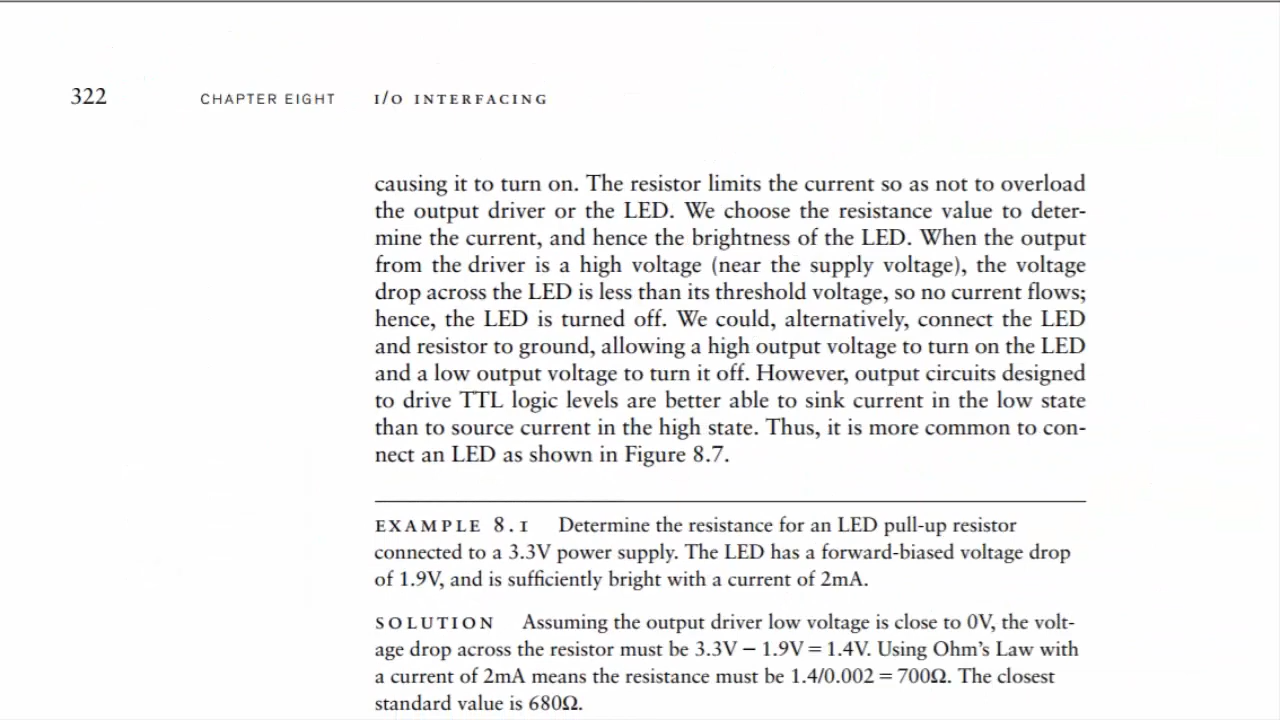 322 CHAPTER EIGHT I/O INTERFACING
causing it to turn on. The resistor limits the current so as not to overload
the output driver or the LED. We choose the resistance value to deter-
mine the current, and hence the brightness of the LED. When the output
from the driver is a high voltage (near the supply voltage), the voltage
drop across the LED is less than its threshold voltage, so no current flows;
hence, the LED is turned off. We could, alternatively, connect the LED
and resistor to ground, allowing a high output voltage to turn on the LED
and a low output voltage to turn it off. However, output circuits designed
to drive TTL logic levels are better able to sink current in the low state
than to source current in the high state. Thus, it is more common to con-
nect an LED as shown in Figure 8.7.
EXAMPLE 8.1 Determine the resistance for an LED pull-up resistor
connected to a 3.3V power supply. The LED has a forward-biased voltage drop
of 1.9V, and is sufficiently bright with a current of 2mA.
SOLUTION Assuming the output driver low voltage is close to 0V, the volt-
age drop across the resistor must be 3.3V − 1.9V = 1.4V. Using Ohm's Law with
a current of 2mA means the resistance must be 1.4/0.002 = 700Ω. The closest
standard value is 680Ω.